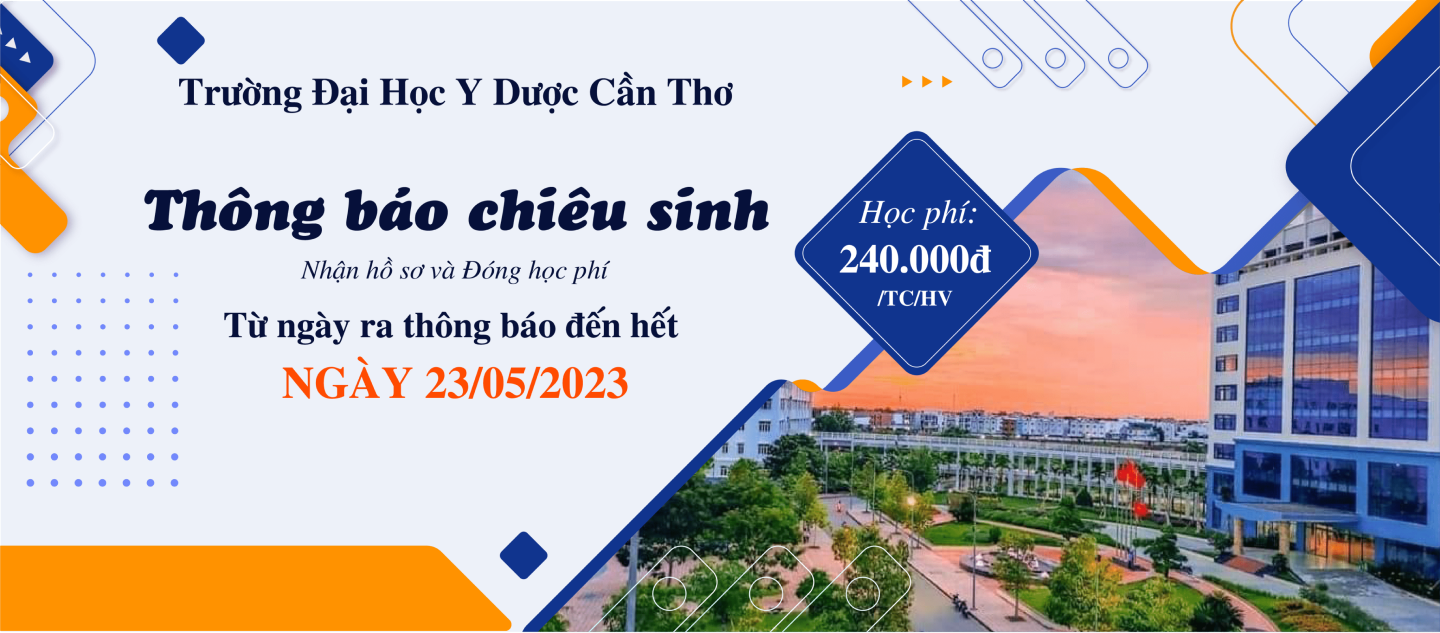 Trường Đại Học Y Dược Cần Thơ
Thông báo chiêu sinh
Nhận hồ sơ và Đóng học phí
Từ ngày ra thông báo đến hết
NGÀY 23/05/2023
Học phí:
240.000đ
/TC/HV